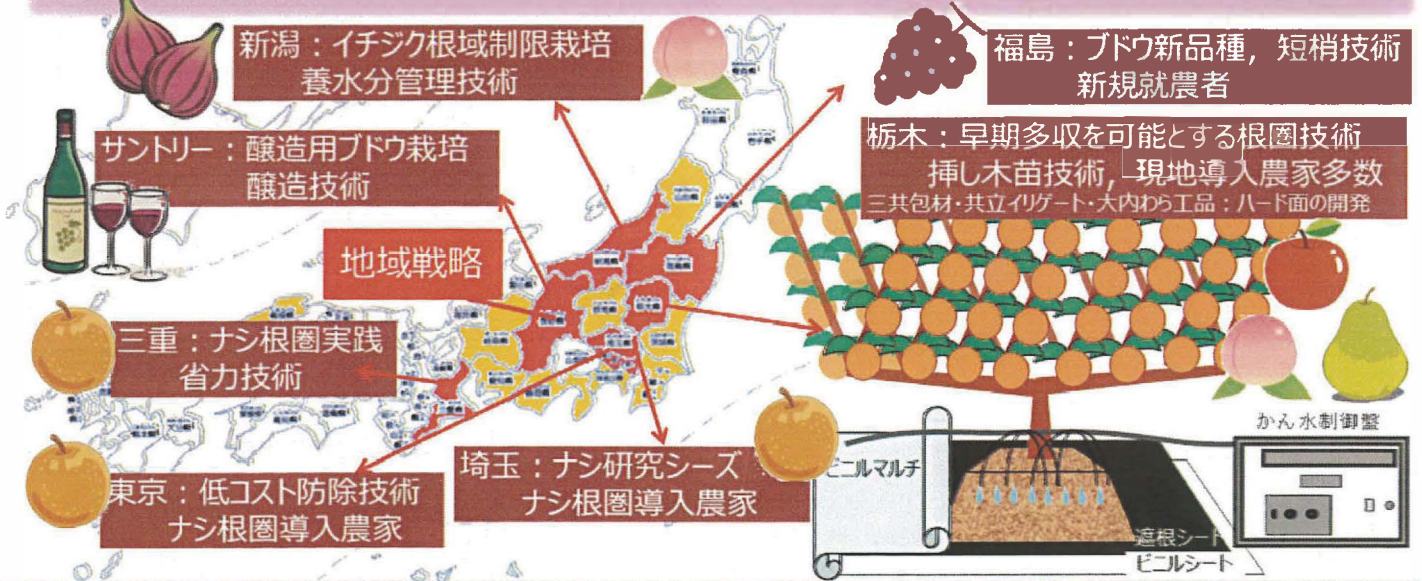 新潟：イチジク根域制限栽培
養水分管理技術
福島：ブドウ新品種，短梢技術
新規就農者
サントリー：醸造用ブドウ栽培
醸造技術
栃木：早期多収を可能とする根圏技術
挿し木苗技術，現地導入農家多数
三共包材・共立イリゲート・大内わら工品：ハード面の開発
地域戦略
三重：ナシ根圏実践
省力技術
東京：低コスト防除技術
ナシ根圏導入農家
埼玉：ナシ研究シーズ
ナシ根圏導入農家
かん水制御盤
ビニルマルチ
遮根シート
ビニルシート